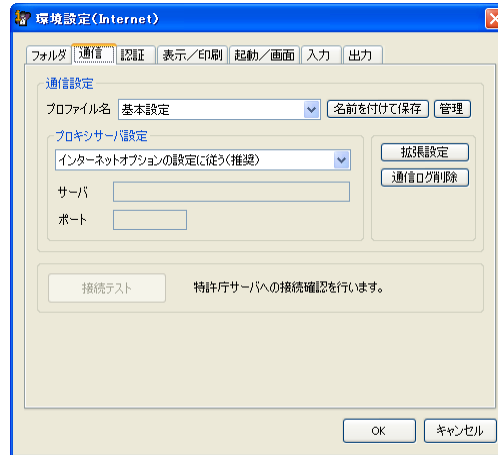 環境設定(Internet)
フォルダ 通信 認証 表示／印刷 起動／画面 入力 出力
通信設定
プロファイル名 基本設定 名前を付けて保存 管理
プロキシサーバ設定
インターネットオプションの設定に従う(推奨) 拡張設定
通信ログ削除
サーバ
ポート
接続テスト 特許庁サーバへの接続確認を行います。
OK キャンセル